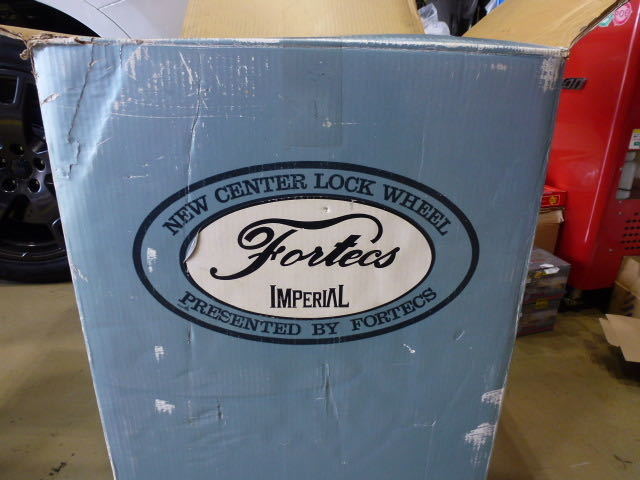 NEW CENTER LOCK WHEEL
Fortecs
IMPERIAL
PRESENTED BY FORTECS